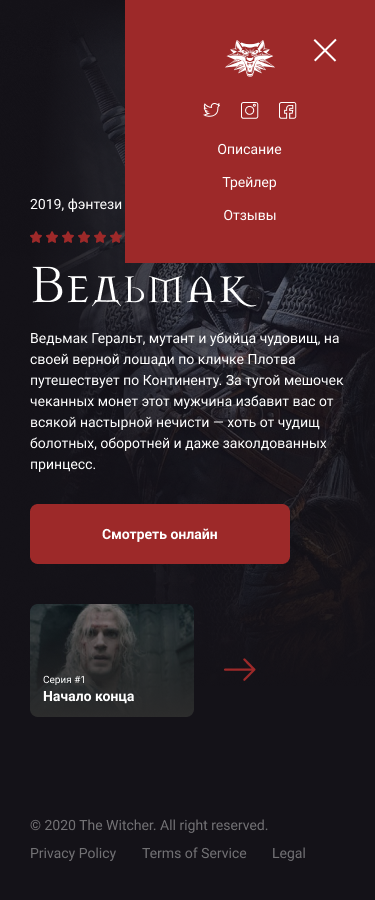 Описание
Трейлер
Отзывы
2019, фэнтези
Ведьмак
Ведьмак Геральт, мутант и убийца чудовищ, на
своей верной лошади по кличке Плотва
путешествует по Континенту. За тугой мешочек
чеканных монет этот мужчина избавит вас от
всякой настырной нечисти — хоть от чудищ
болотных, оборотней и даже заколдованных
принцесс.
Смотреть онлайн
Серия #1
Начало конца
© 2020 The Witcher. All right reserved.
Privacy Policy Terms of Service Legal